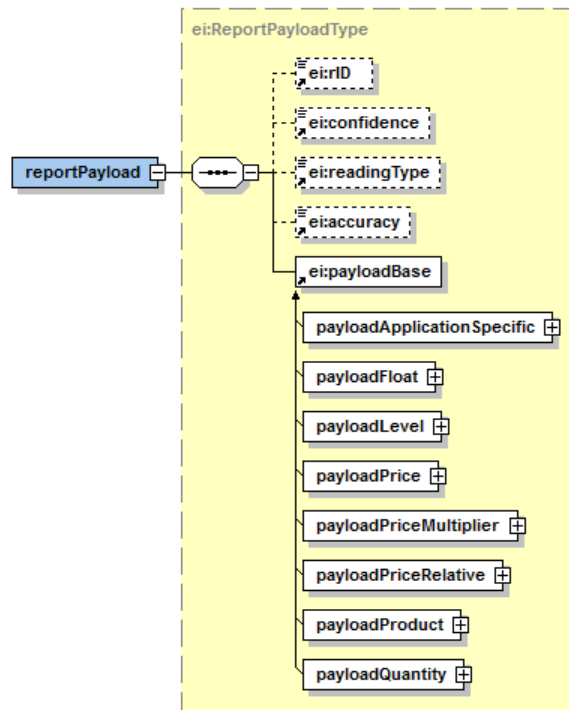 ei:ReportPayloadType
ei:rID
ei:confidence
reportPayload
ei:readingType
ei:accuracy
ei:payloadBase
payloadApplicationSpecific
payloadFloat
payloadLevel
payloadPrice
payloadPriceMultiplier
payloadPriceRelative
payloadProduct
payloadQuantity